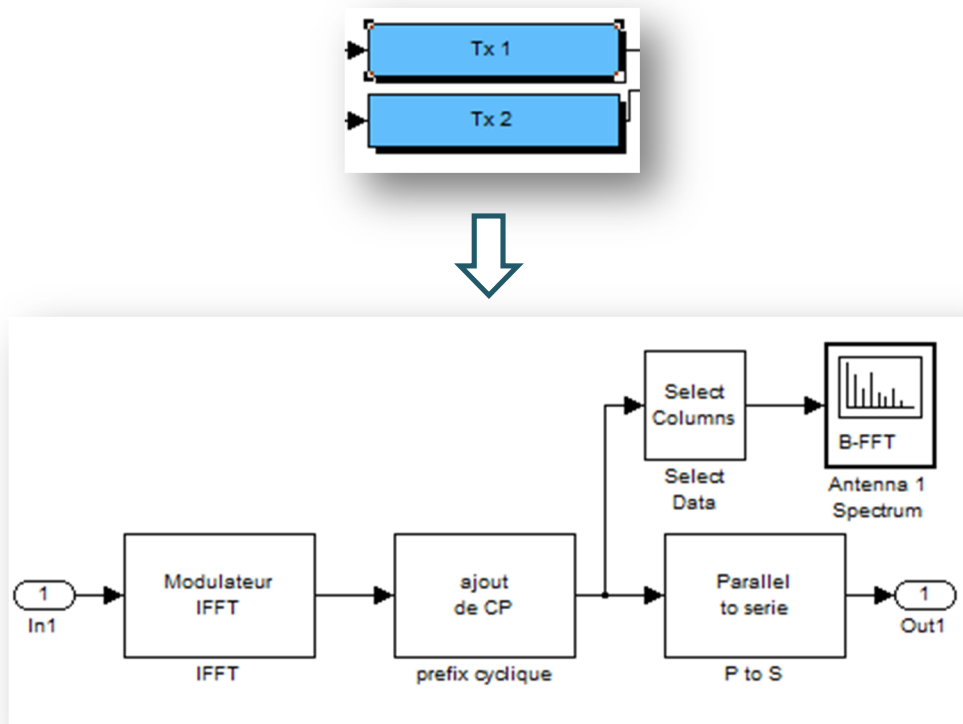 Tx 1
Tx 2
Select
Columns
Select
Data
B-FFT
Antenna 1
Spectrum
1
In1
Modulateur
IFFT
IFFT
ajout
de CP
prefix cyclique
Parallel
to serie
P to S
1
Out1